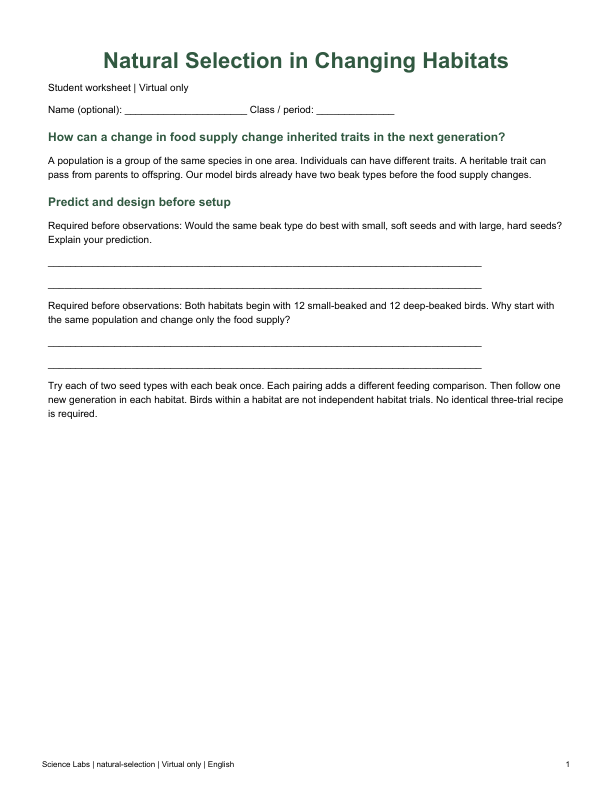 Natural Selection in Changing Habitats
Student worksheet | Virtual only
Name (optional): ______________________ Class / period: ______________
How can a change in food supply change inherited traits in the next generation?
A population is a group of the same species in one area. Individuals can have different traits. A heritable trait can
pass from parents to offspring. Our model birds already have two beak types before the food supply changes.
Predict and design before setup
Required before observations: Would the same beak type do best with small, soft seeds and with large, hard seeds?
Explain your prediction.
______________________________________________________________________________
______________________________________________________________________________
Required before observations: Both habitats begin with 12 small-beaked and 12 deep-beaked birds. Why start with
the same population and change only the food supply?
______________________________________________________________________________
______________________________________________________________________________
Try each of two seed types with each beak once. Each pairing adds a different feeding comparison. Then follow one
new generation in each habitat. Birds within a habitat are not independent habitat trials. No identical three-trial recipe
is required.
Science Labs | natural-selection | Virtual only | English
1